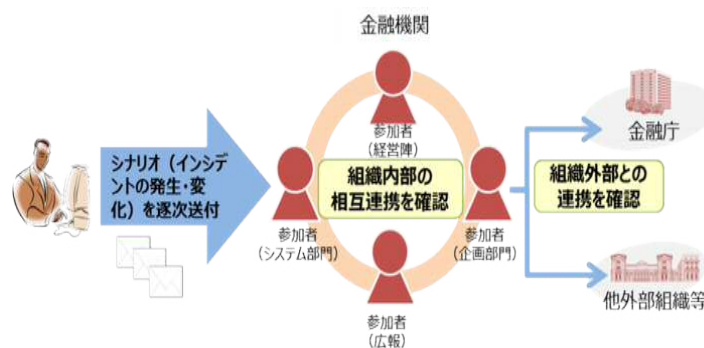 金融機関
シナリオ（インシデ
ントの発生・変
化）を逐次送付
参加者
（経営陣）
参加者
（システム部門）
組織内部の
相互連携を確認
参加者
（企画部門）
参加者
（広報）
組織外部との
連携を確認
金融庁
他外部組織等